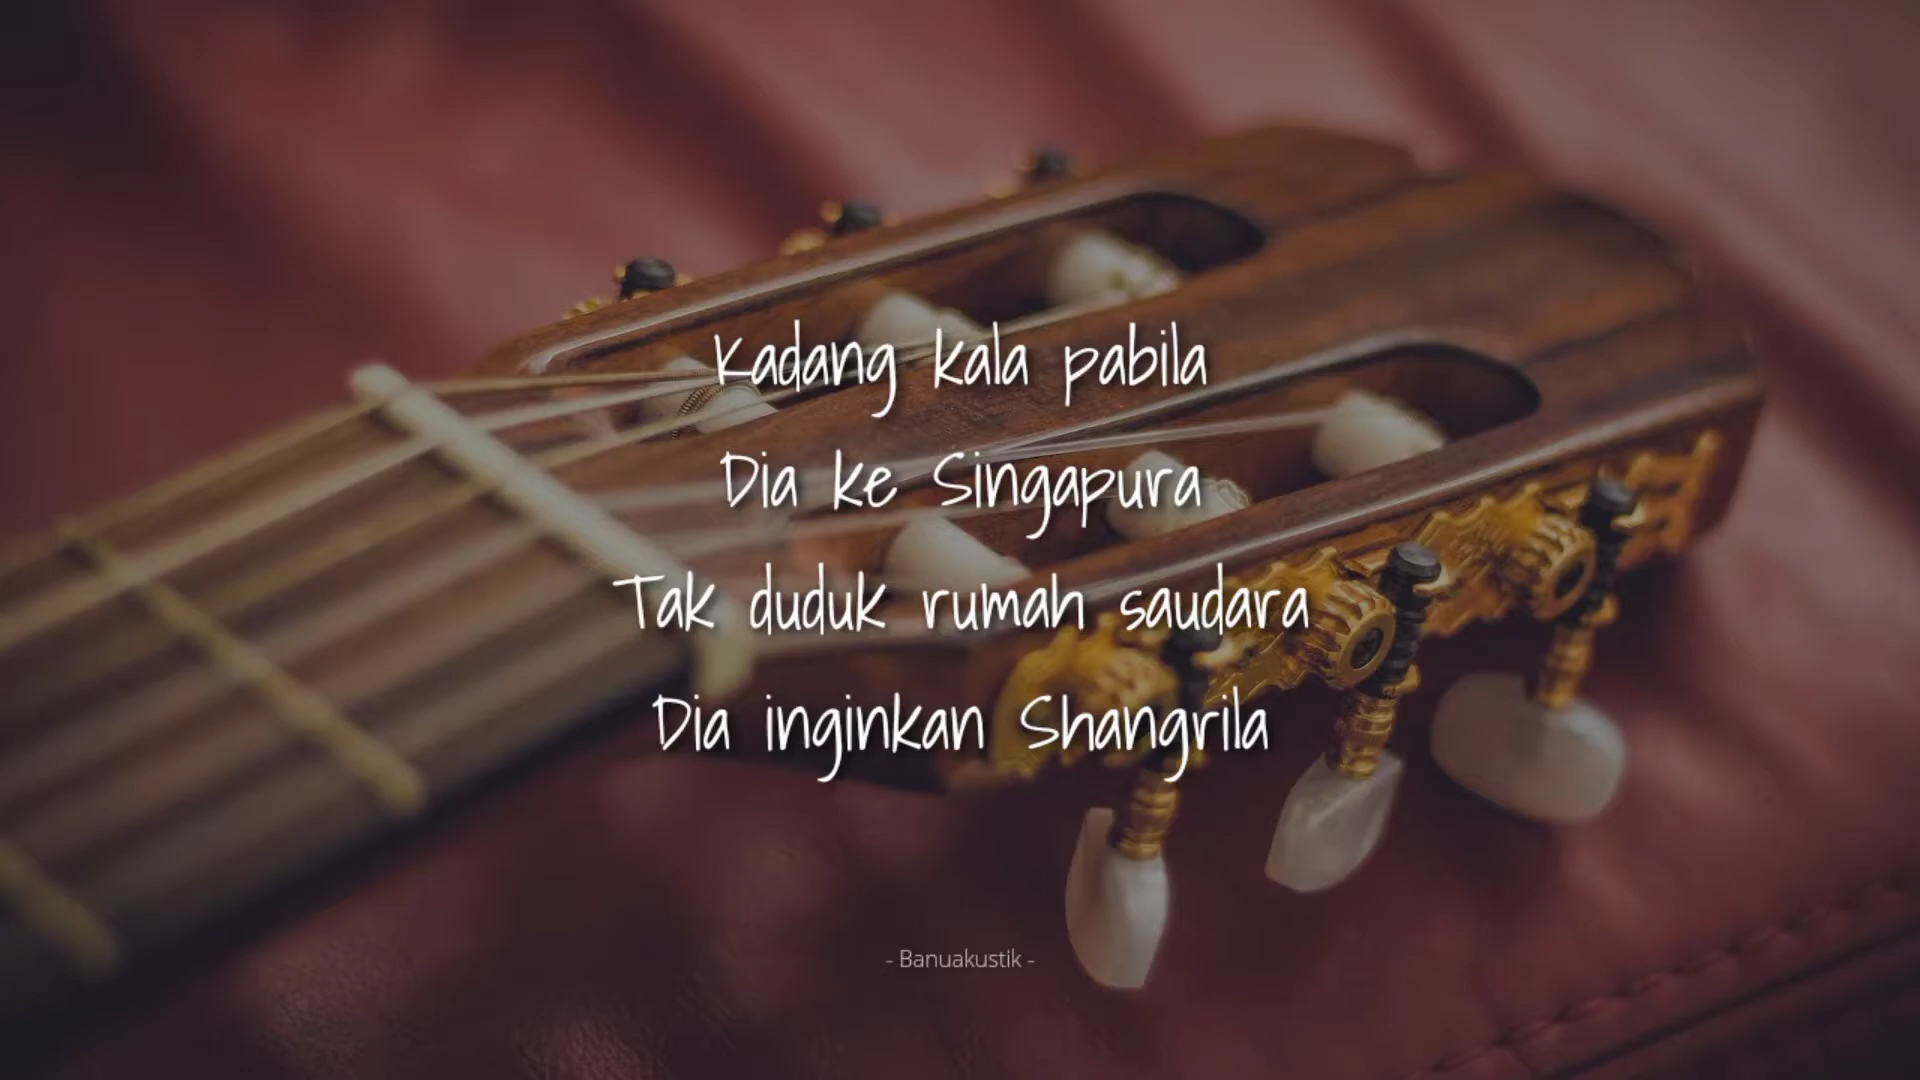 Kadang kala pabila
Dia ke Singapura
Tak duduk rumah saudara
Dia inginkan Shangrila
- Banuakustik -